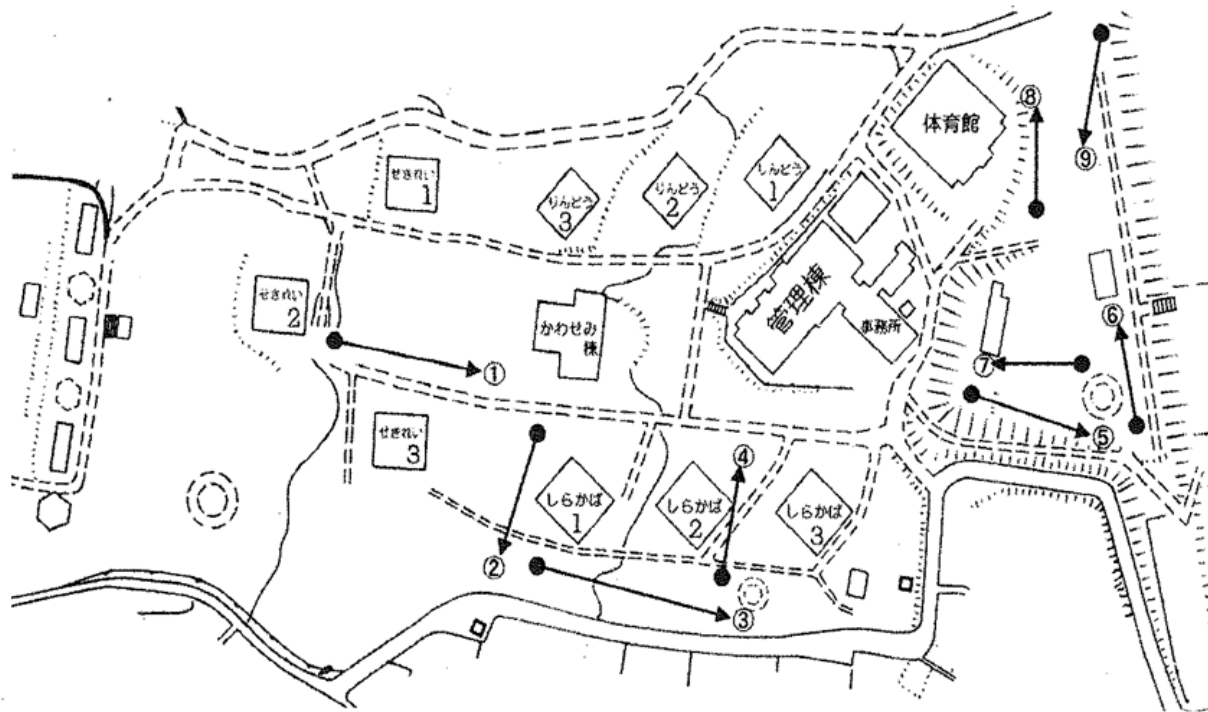 体育館
⑧
⑨
せきれい
1
りんどう
3
りんどう
2
しんどう
1
せきれい
2
かわせみ
棟
管理棟
事務所
⑥
⑦
①
⑤
せきれい
3
しらかば
1
④
しらかば
2
しらかば
3
②
③